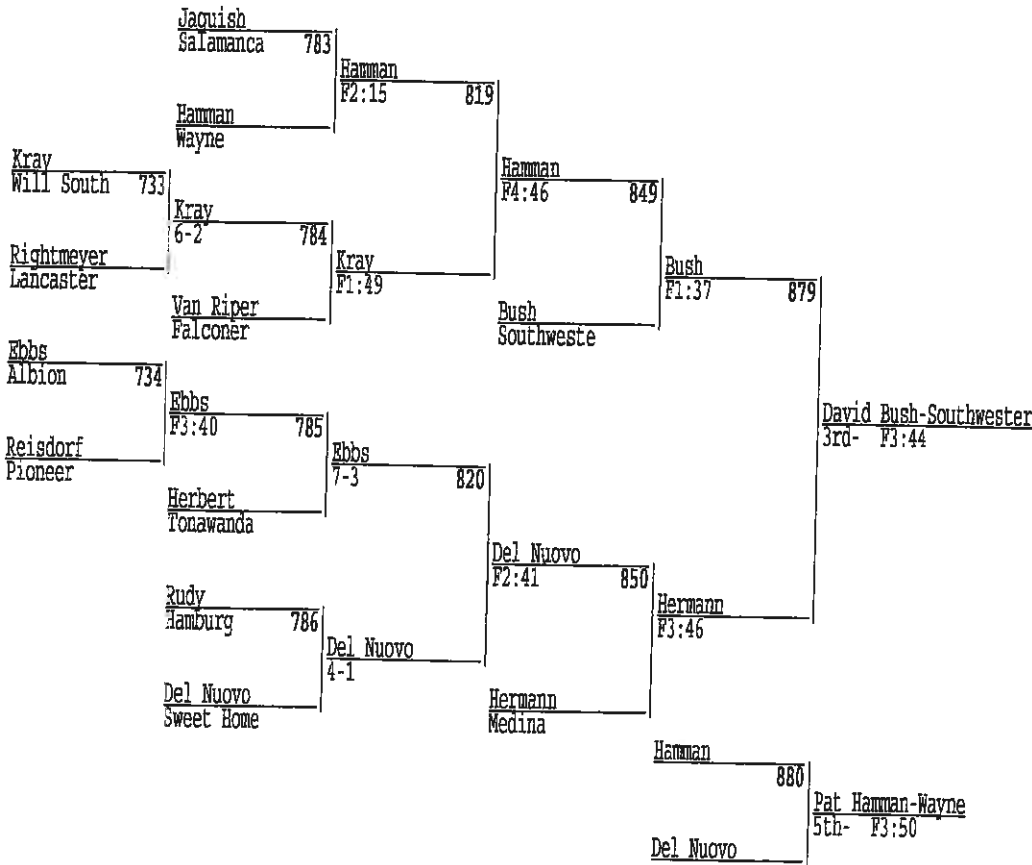 Jaquish
Salamanca 783
Hamman
F2:15 819
Hamman
Wayne
Kray
Will South 733
Hamman
F4:46 849
Kray
6-2 784
Rightmeyer
Lancaster
Kray
F1:49
Bush
F1:37 879
Van Riper
Falconer
Bush
Southweste
Ebbs
Albion 734
Ebbs
F3:40 785
David Bush-Southwester
3rd- F3:44
Reisdorf
Pioneer
Ebbs
7-3 820
Herbert
Tonawanda
Del Nuovo
F2:41 850
Rudy
Hamburg 786
Hermann
F3:46
Del Nuovo
4-1
Del Nuovo
Sweet Home
Hermann
Medina
Hamman
880
Pat Hamman-Wayne
5th- F3:50
Del Nuovo